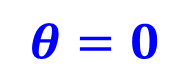 θ = 0